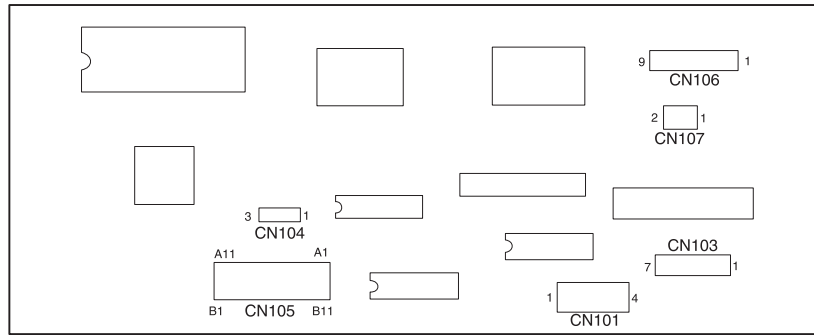 9 1
CN106
2 1
CN107
3 1
CN104
CN103
7 1
A11 A1
B1 CN105 B11
1 4
CN101